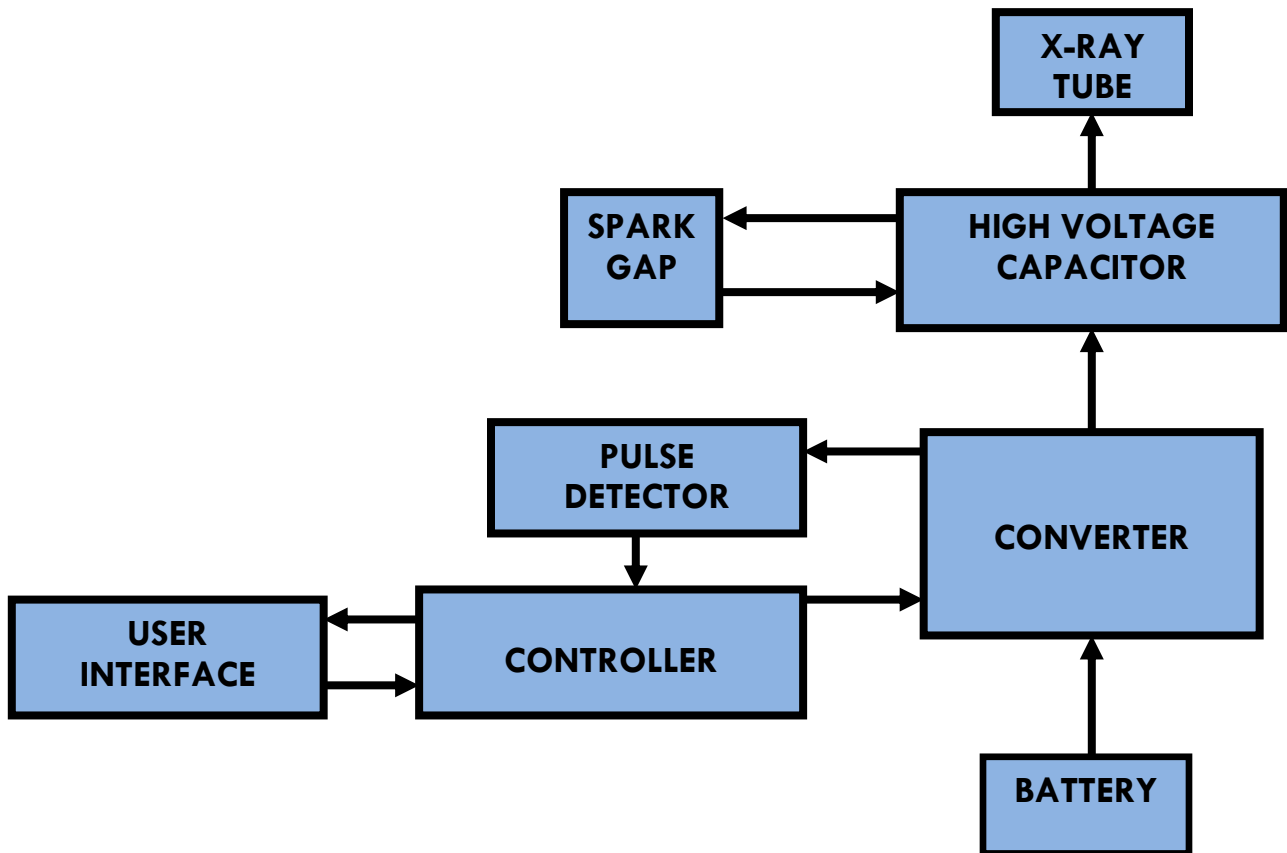 X-RAY
TUBE
SPARK
GAP
HIGH VOLTAGE
CAPACITOR
PULSE
DETECTOR
CONVERTER
USER
INTERFACE
CONTROLLER
BATTERY